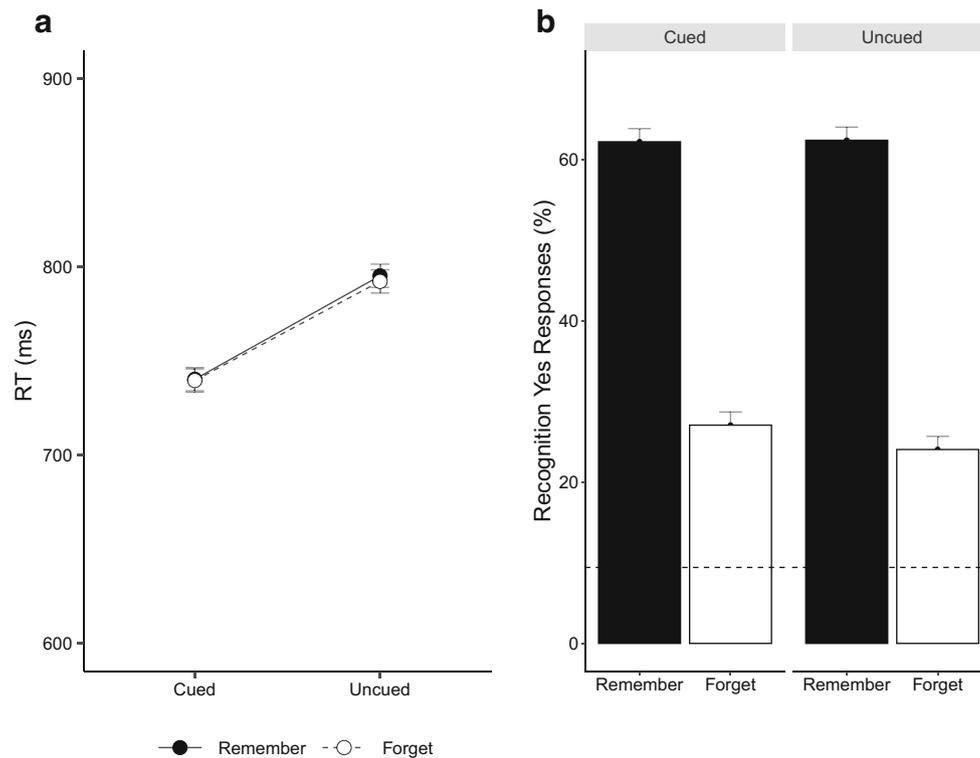 a
900
800
700
600
RT (ms)
Cued
Uncued
Remember
Forget
b
Cued
Uncued
60
40
20
0
Recognition Yes Responses (%)
Remember
Forget
Remember
Forget